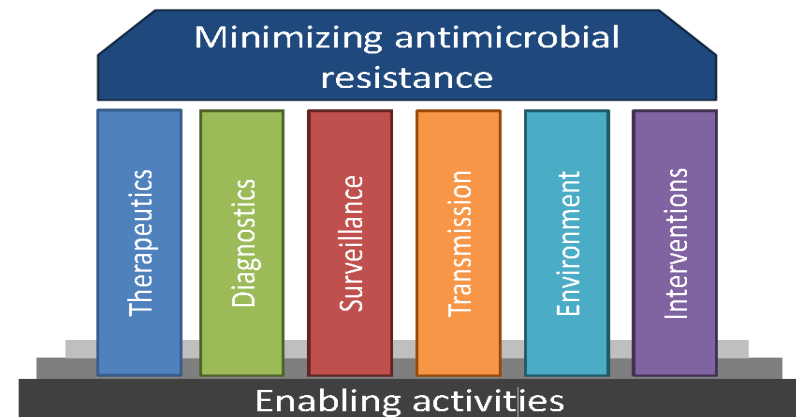 Minimizing antimicrobial
resistance
Therapeutics
Diagnostics
Surveillance
Transmission
Environment
Interventions
Enabling activities